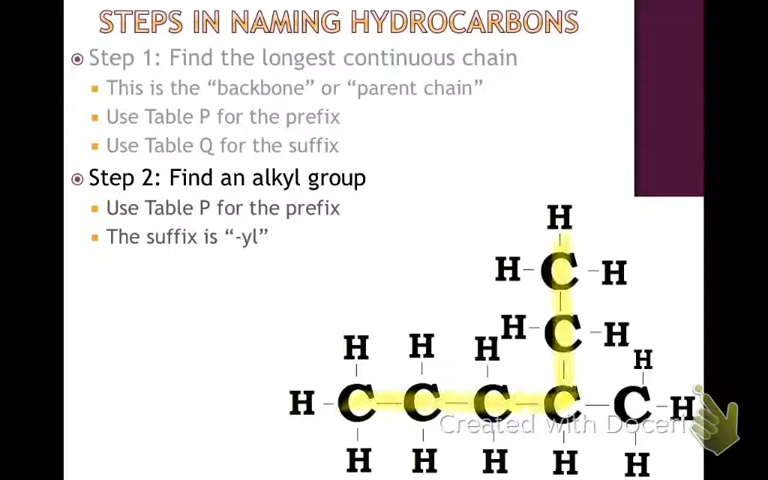 STEPS IN NAMING HYDROCARBONS
Step 1: Find the longest continuous chain
This is the “backbone” or “parent chain”
Use Table P for the prefix
Use Table Q for the suffix
Step 2: Find an alkyl group
Use Table P for the prefix
The suffix is “-yl”
H
H C H
H C H
H H H H
H C C C C C H
Created with Docer
H H H H H